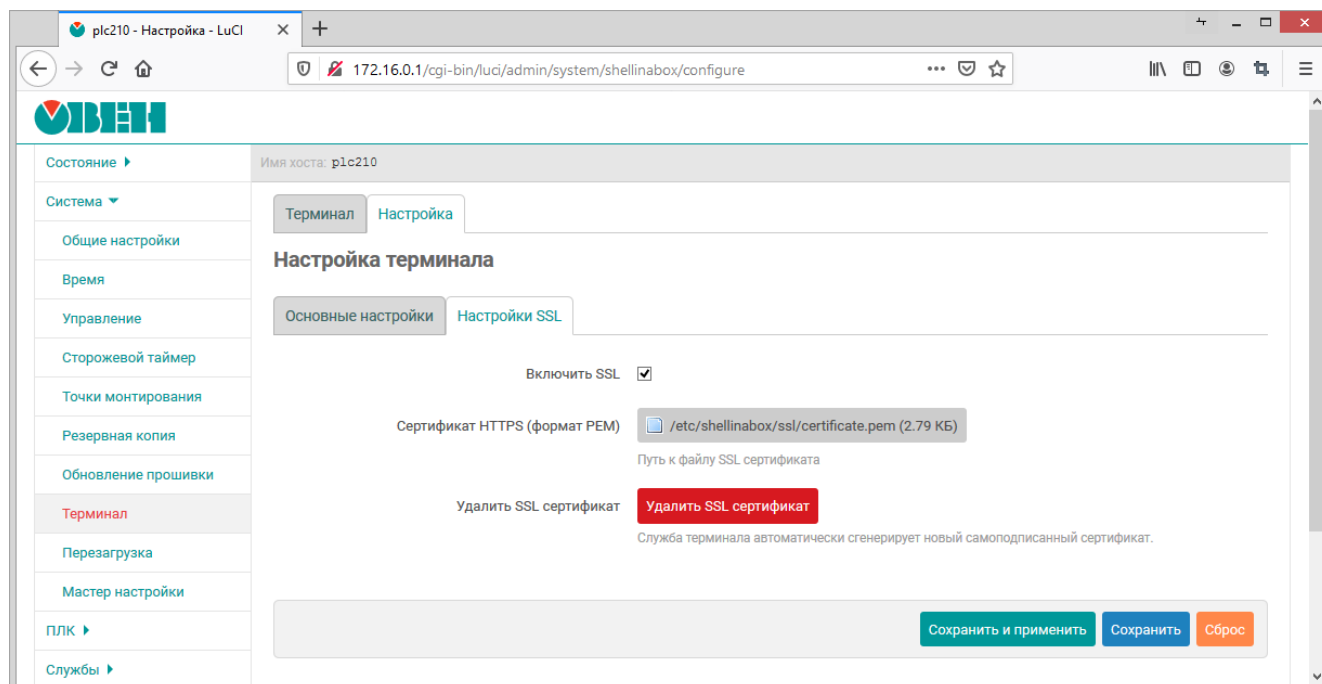 plc210 - Настройка - LuCI
172.16.0.1/cgi-bin/luci/admin/system/shellinabox/configure
ОВЕН
Состояние
Имя хоста: plc210
Система
Терминал Настройка
Общие настройки
Настройка терминала
Время
Основные настройки Настройки SSL
Управление
Сторожевой таймер
Включить SSL
Точки монтирования
Сертификат HTTPS (формат PEM) /etc/shellinabox/ssl/certificate.pem (2.79 КБ)
Резервная копия
Путь к файлу SSL сертификата
Обновление прошивки
Терминал
Удалить SSL сертификат Удалить SSL сертификат
Служба терминала автоматически сгенерирует новый самоподписанный сертификат.
Перезагрузка
Мастер настройки
ПЛК
Сохранить и применить Сохранить Сброс
Службы